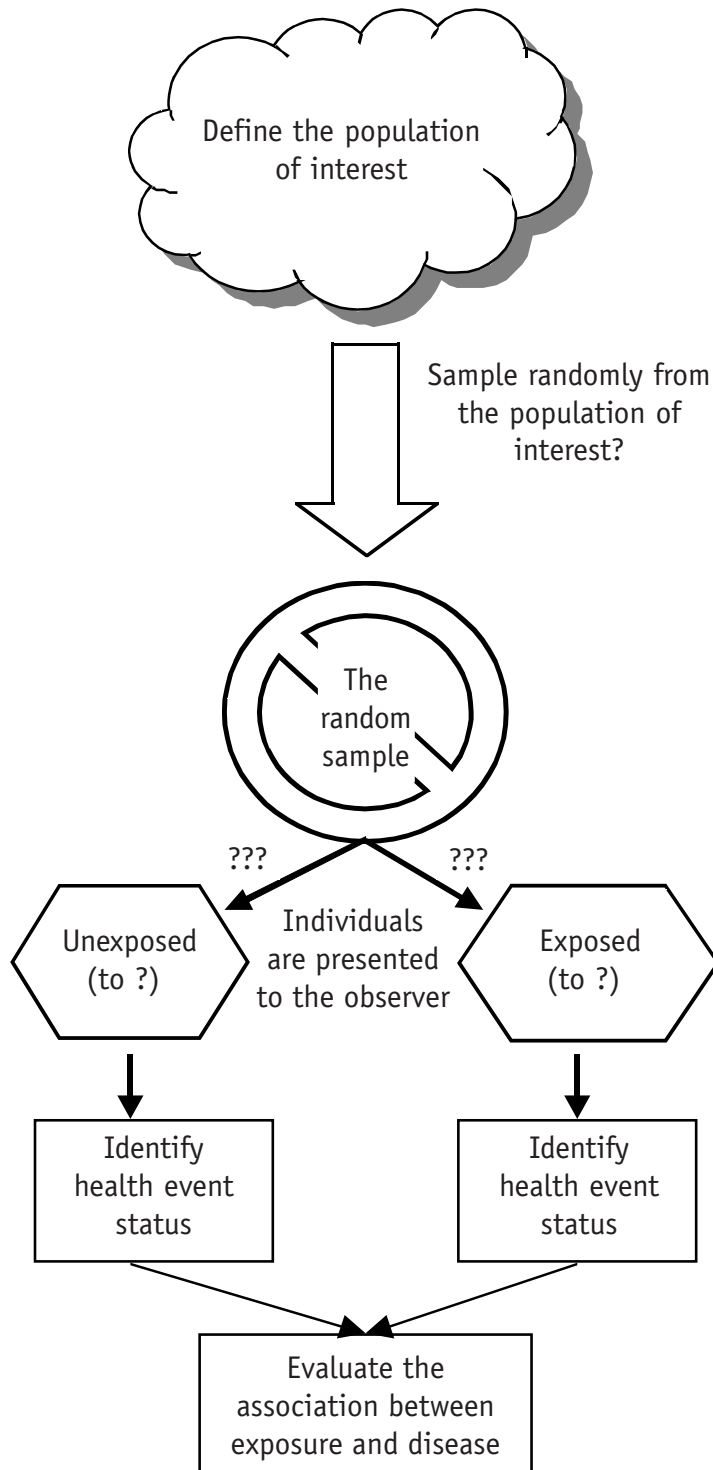 Define the population
of interest
Sample randomly from
the population of
interest?
The
random
sample
???
???
Unexposed
(to ?)
Individuals
are presented
to the observer
Exposed
(to ?)
Identify
health event
status
Identify
health event
status
Evaluate the
association between
exposure and disease